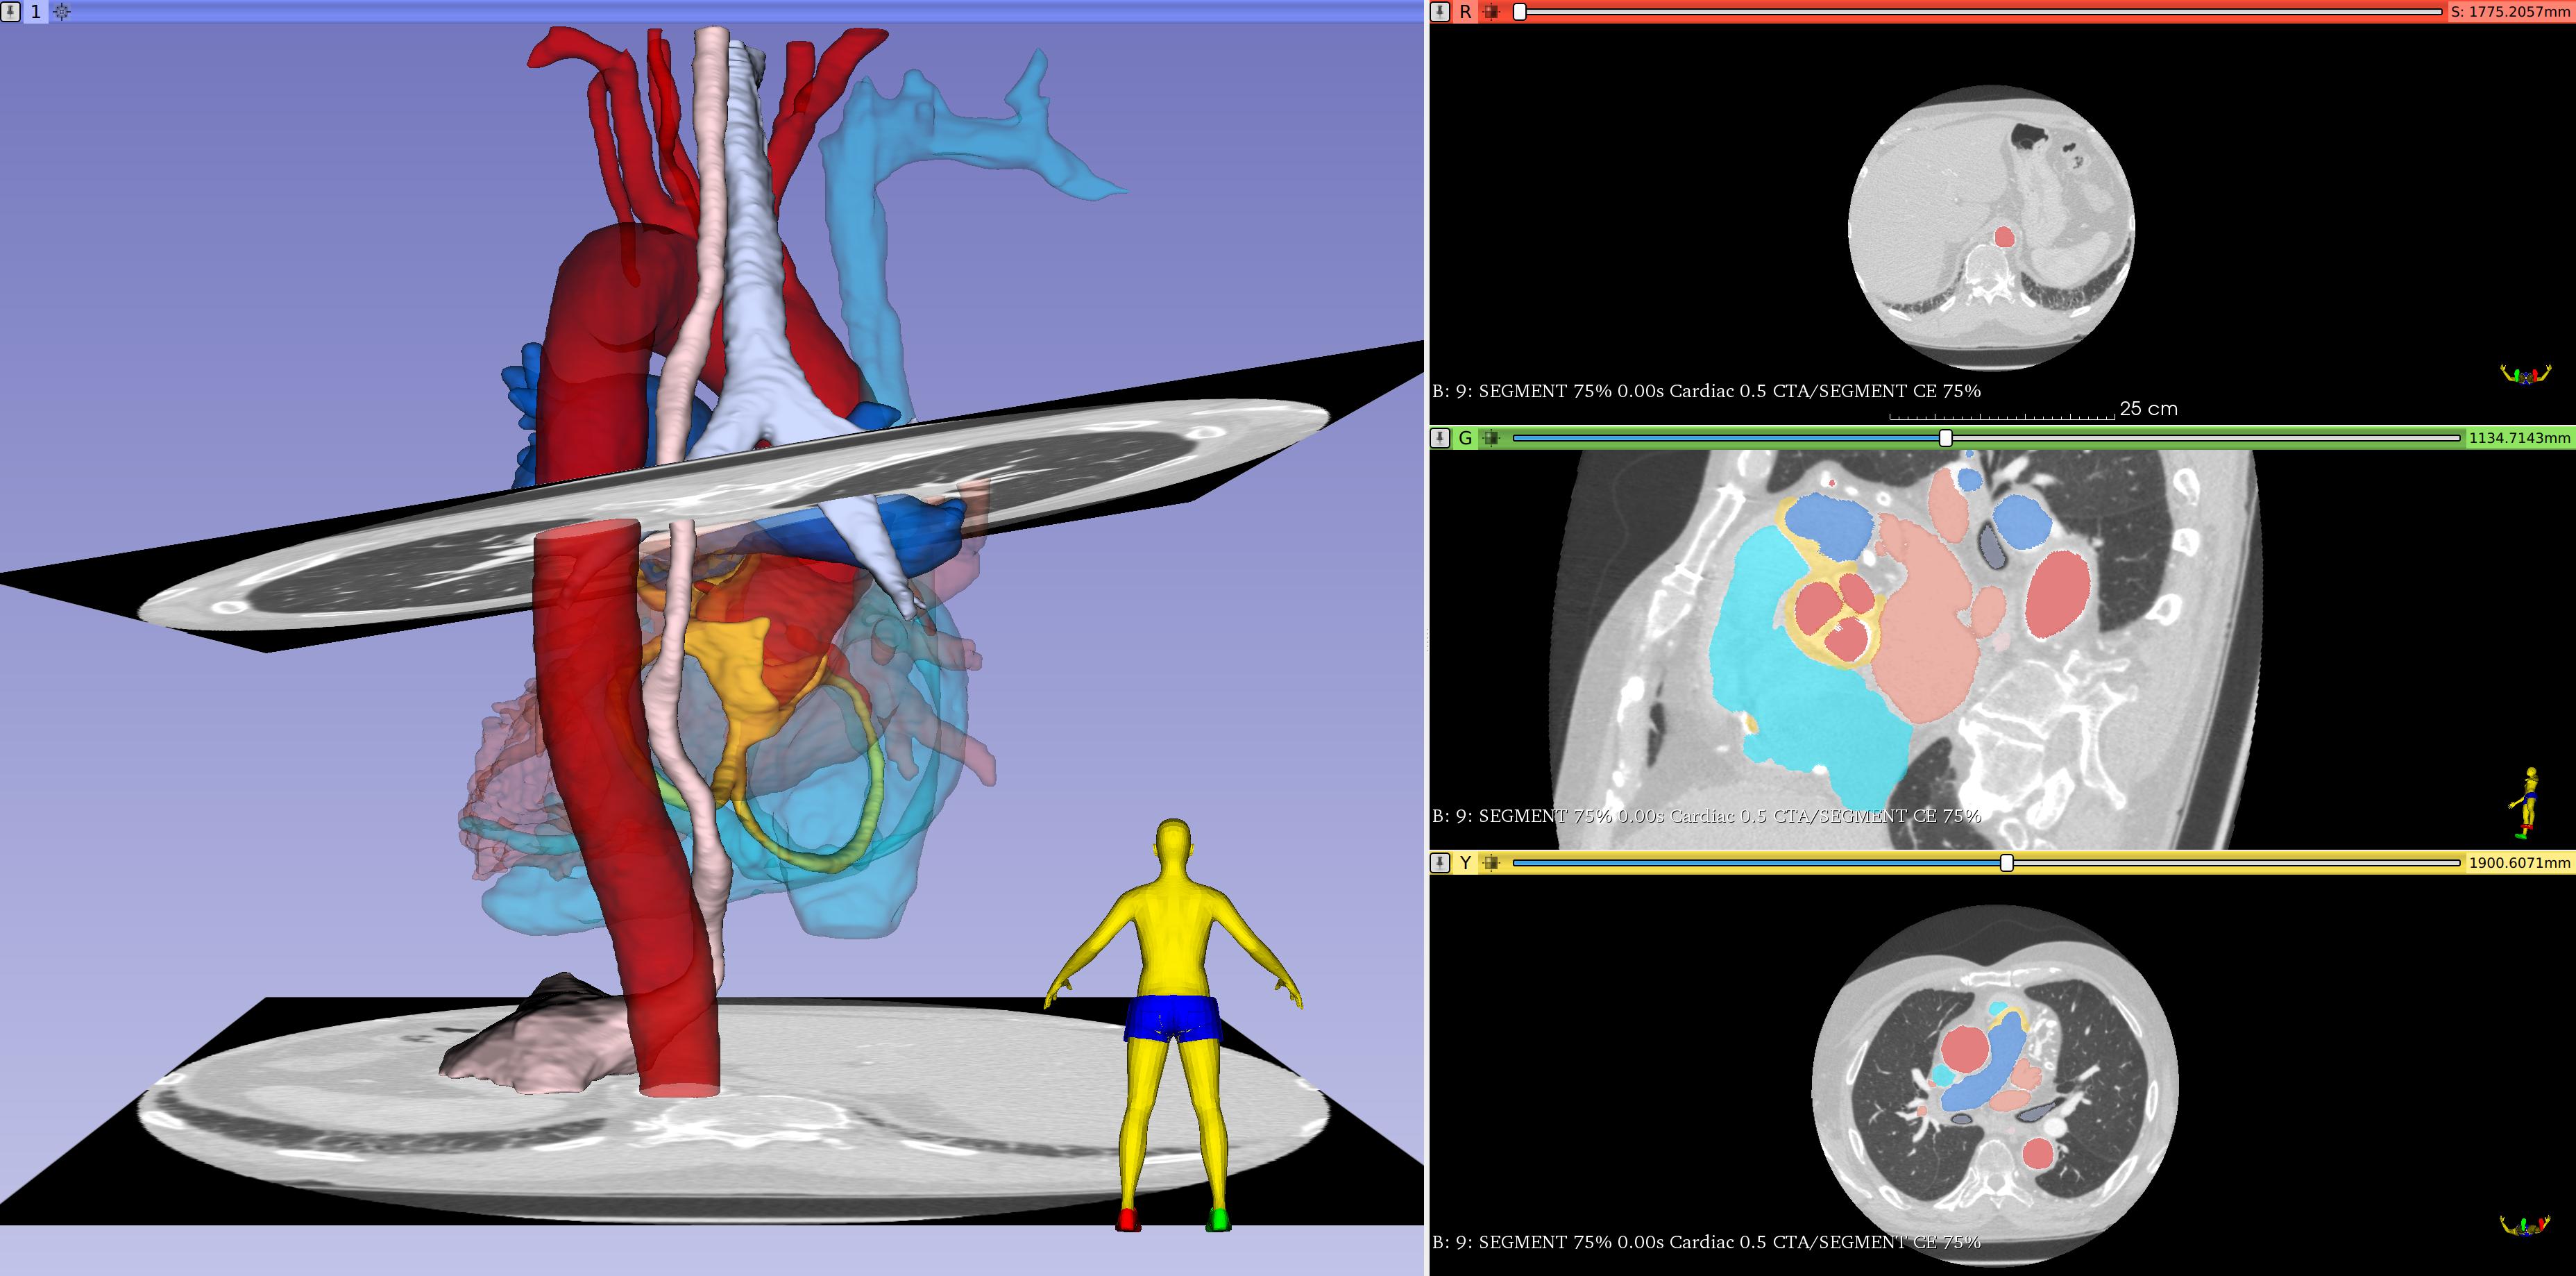 1
R
S: 1775.2057mm
B: 9: SEGMENT 75% 0.00s Cardiac 0.5 CTA/SEGMENT CE 75%
25 cm
G
1134.7143mm
B: 9: SEGMENT 75% 0.00s Cardiac 0.5 CTA/SEGMENT CE 75%
Y
1900.6071mm
B: 9: SEGMENT 75% 0.00s Cardiac 0.5 CTA/SEGMENT CE 75%